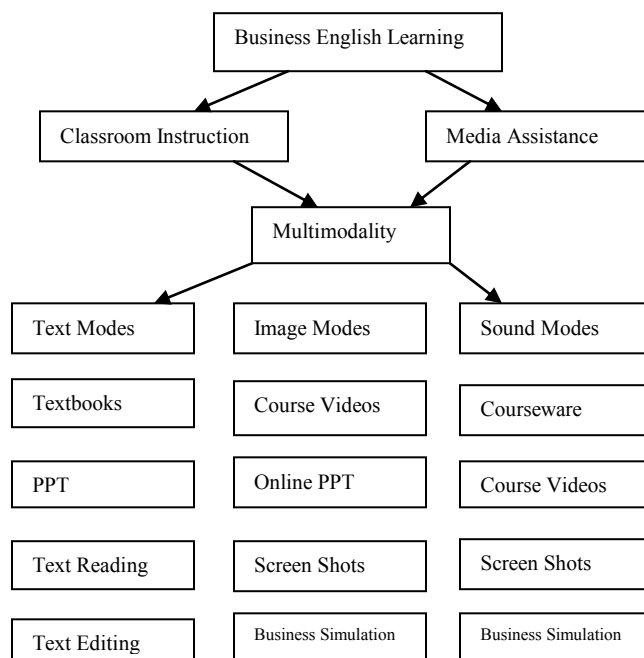 Business English Learning
Classroom Instruction
Media Assistance
Multimodality
Text Modes
Image Modes
Sound Modes
Textbooks
Course Videos
Courseware
PPT
Online PPT
Course Videos
Text Reading
Screen Shots
Screen Shots
Text Editing
Business Simulation
Business Simulation